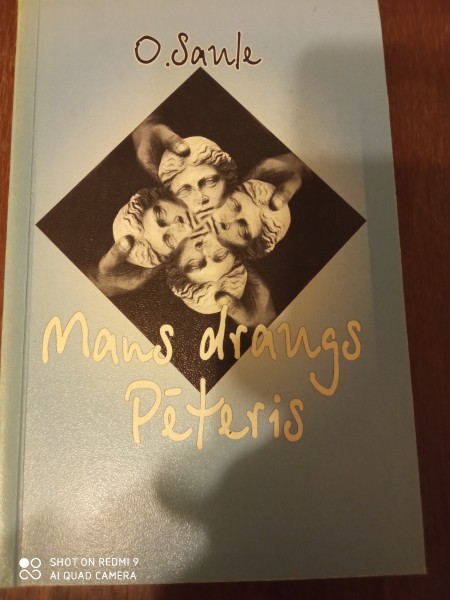 O. Saule
Mans draugs
Pēteris
SHOT ON REDMI 9
AI QUAD CAMERA